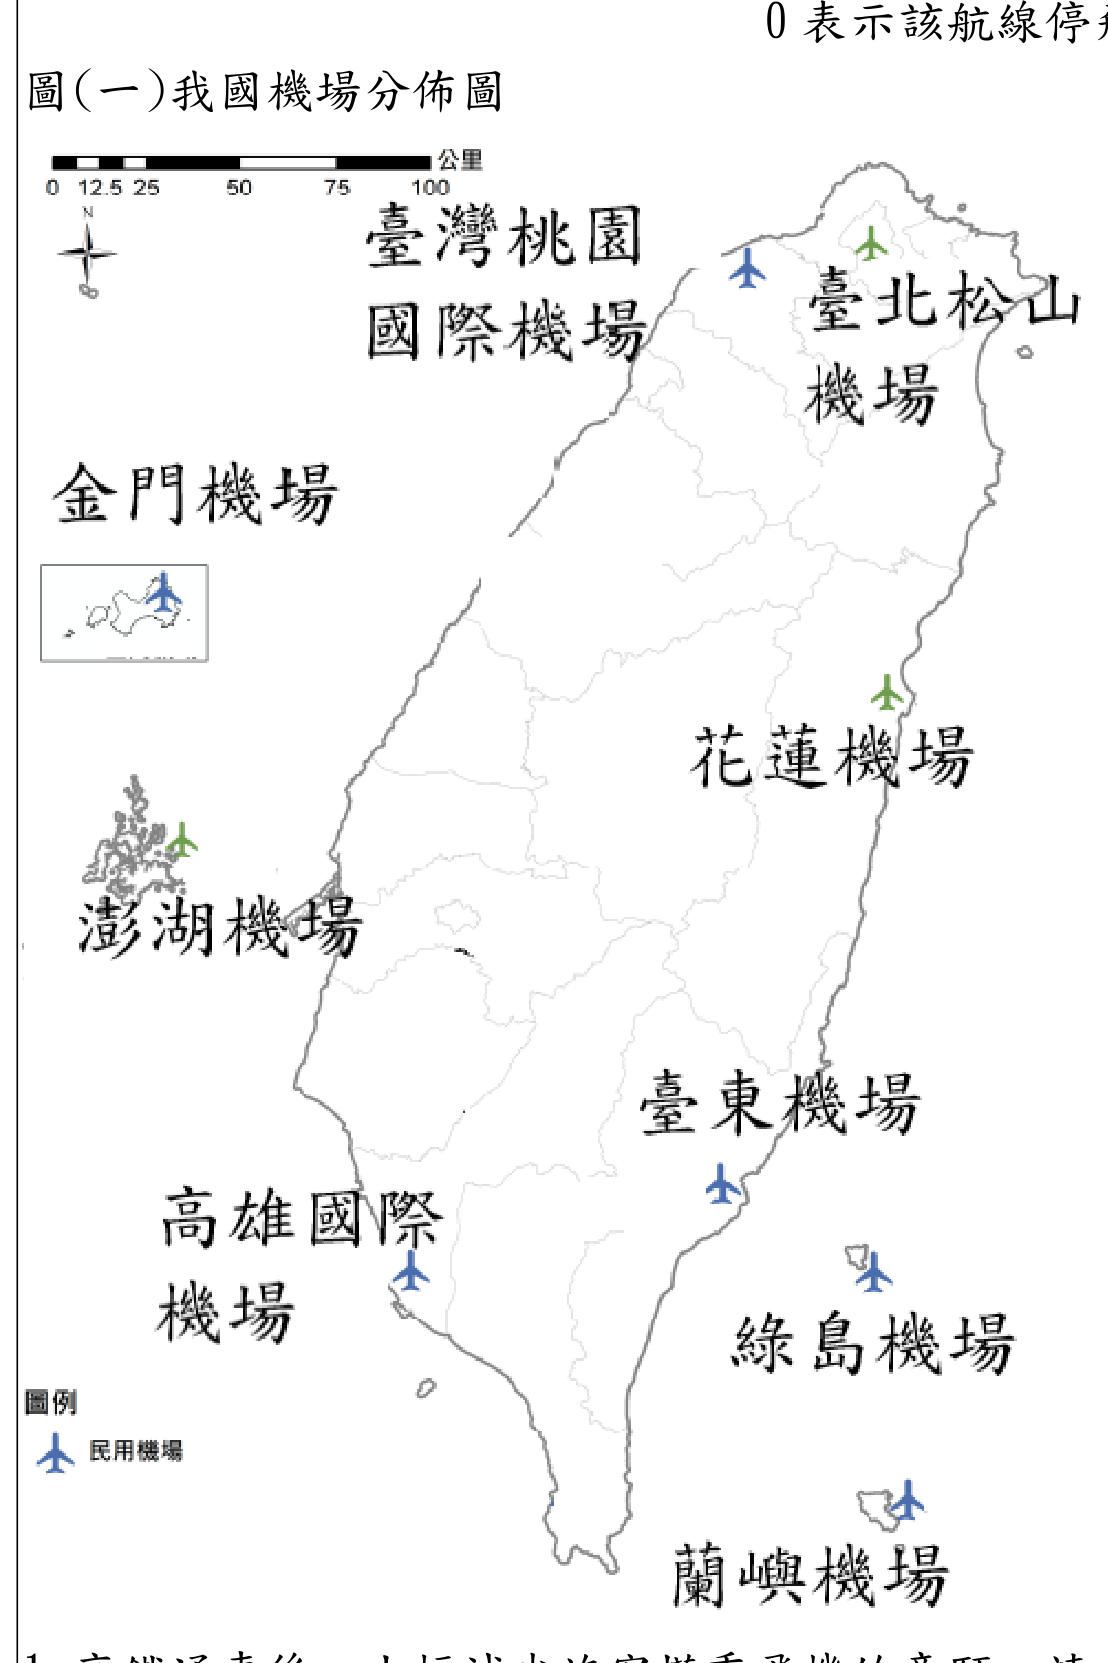 0 表示該航線停飛
圖(一)我國機場分佈圖
公里
0 12.5 25 50 75 100
N
臺灣桃園
國際機場
臺北松山
機場
金門機場
花蓮機場
澎湖機場
臺東機場
高雄國際
機場
綠島機場
圖例
民用機場
蘭嶼機場